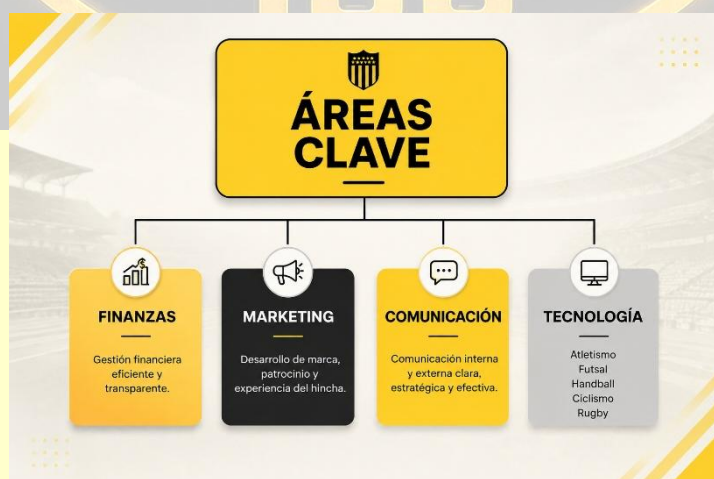 ÁREAS
CLAVE
FINANZAS
Gestión financiera
eficiente y
transparente.
MARKETING
Desarrollo de marca,
patrocinio y
experiencia del hincha.
COMUNICACIÓN
Comunicación interna
y externa clara,
estratégica y efectiva.
TECNOLOGÍA
Atletismo
Futsal
Handball
Ciclismo
Rugby